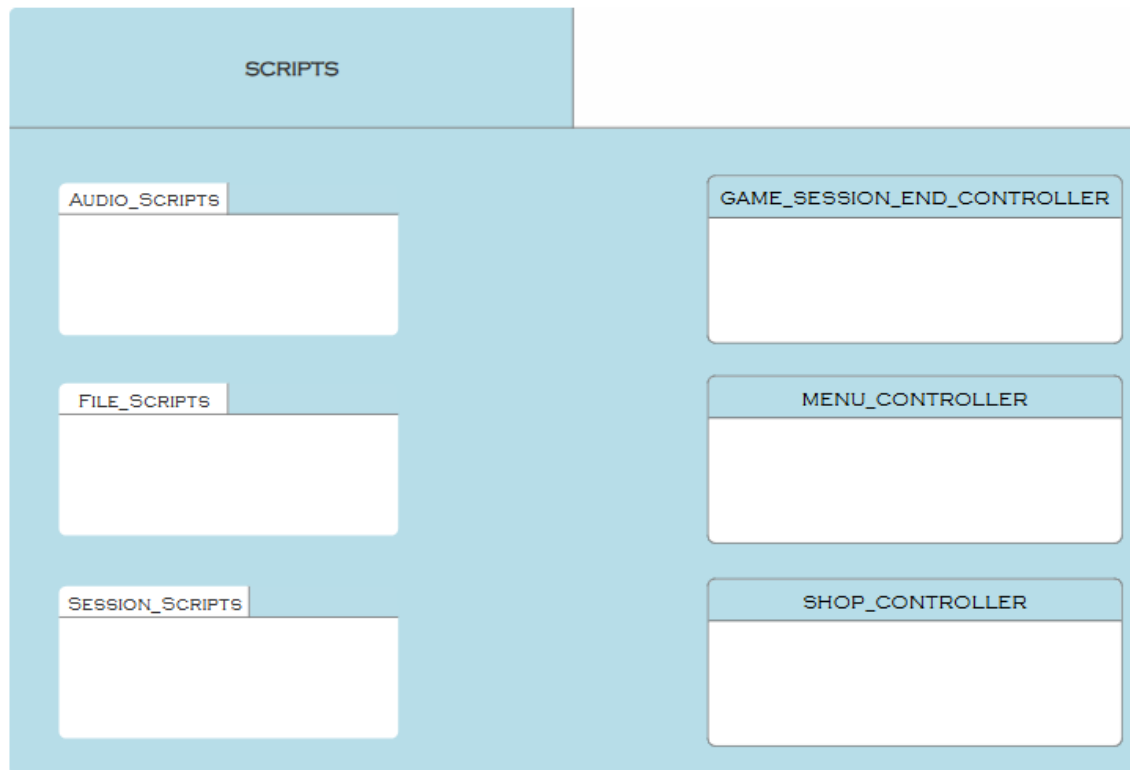 SCRIPTS
AUDIO_SCRIPTS
GAME_SESSION_END_CONTROLLER
FILE_SCRIPTS
MENU_CONTROLLER
SESSION_SCRIPTS
SHOP_CONTROLLER